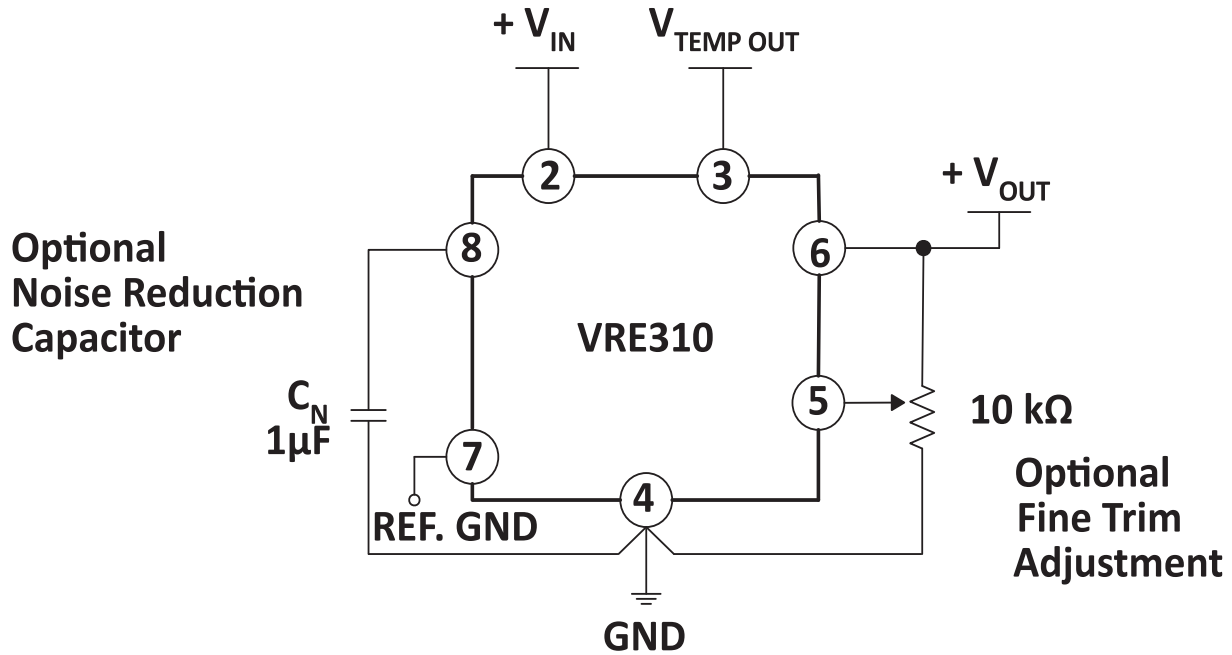 + VIN
VTEMP OUT
2
3
+ VOUT
8
6
Optional
Noise Reduction
Capacitor
VRE310
CN
1µF
5
10 kΩ
7
4
REF. GND
Optional
Fine Trim
Adjustment
GND